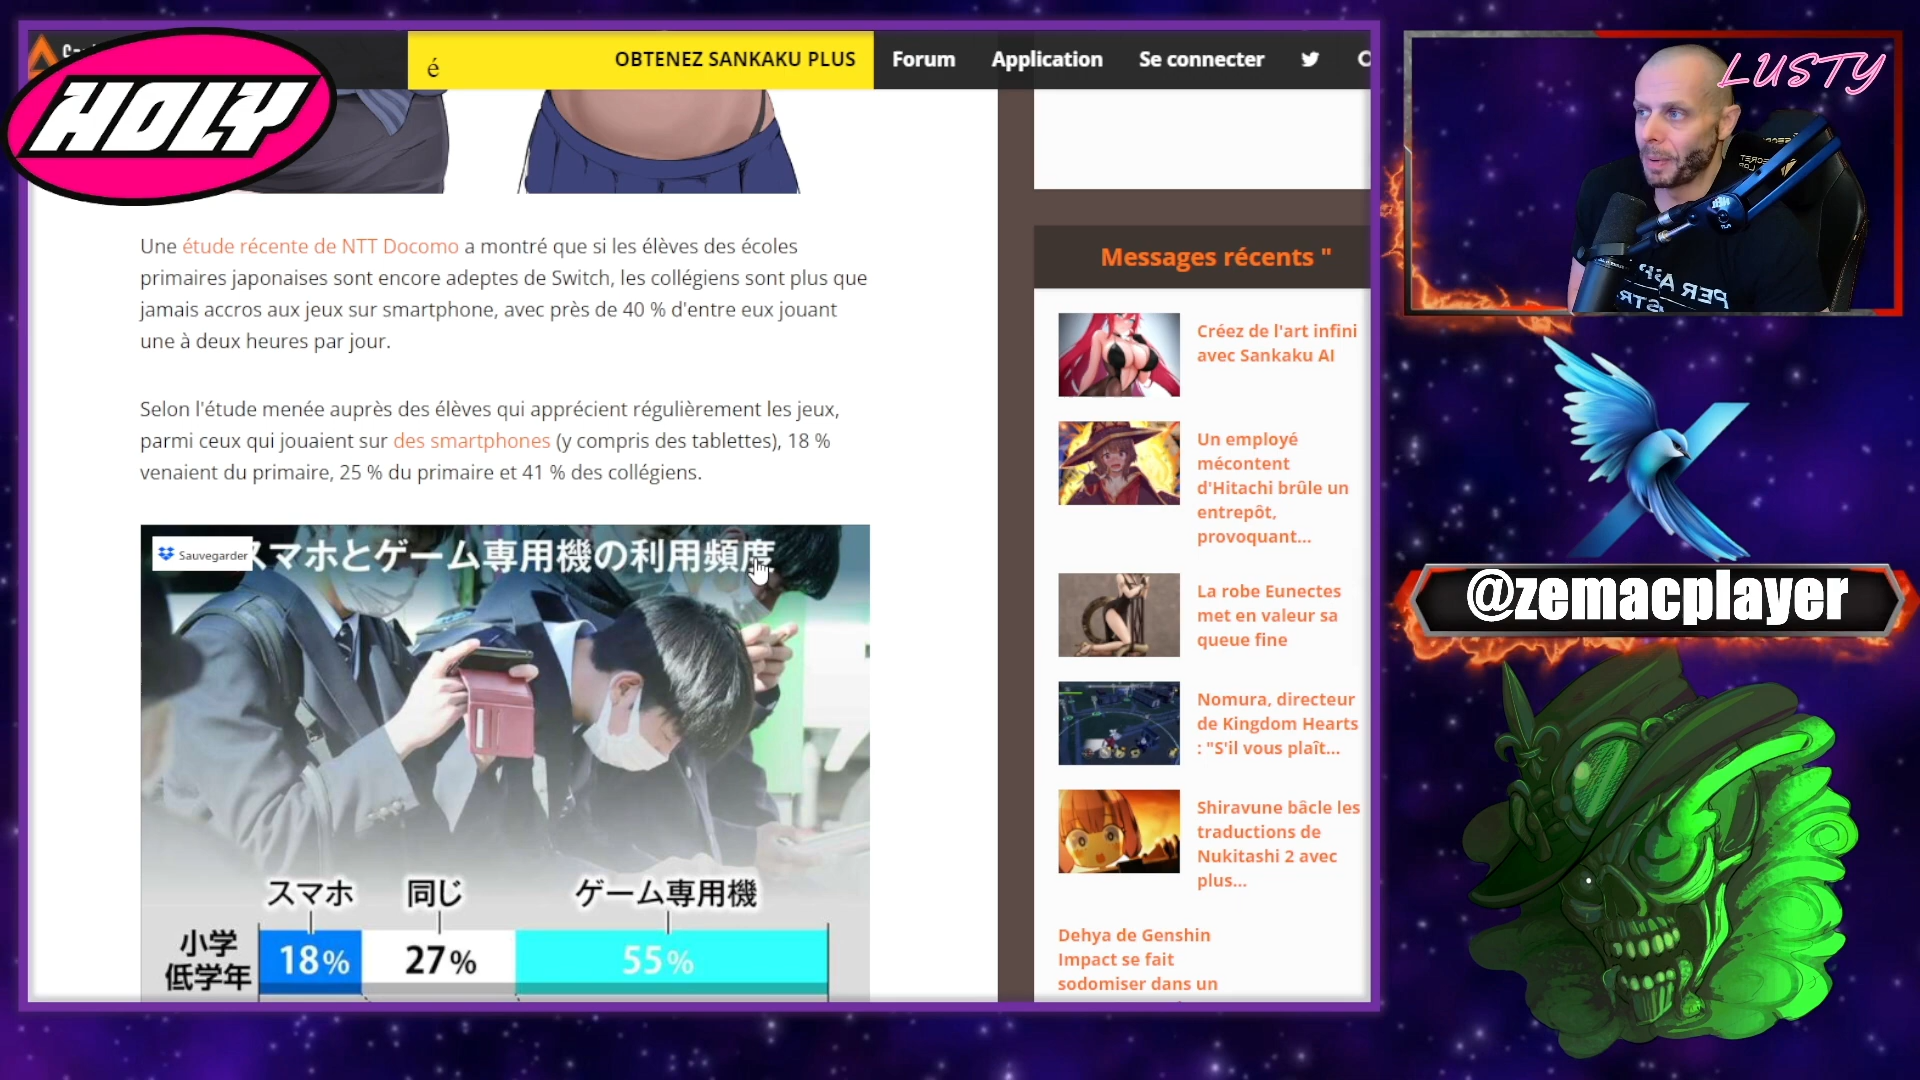 HOLY
é
OBTENEZ SANKAKU PLUS
Forum
Application
Se connecter
LUSTY
Une étude récente de NTT Docomo a montré que si les élèves des écoles
primaires japonaises sont encore adeptes de Switch, les collégiens sont plus que
jamais accros aux jeux sur smartphone, avec près de 40 % d'entre eux jouant
une à deux heures par jour.
Selon l'étude menée auprès des élèves qui apprécient régulièrement les jeux,
parmi ceux qui jouaient sur des smartphones (y compris des tablettes), 18 %
venaient du primaire, 25 % du primaire et 41 % des collégiens.
Sauvegarder
スマホとゲーム専用機の利用頻度
スマホ
同じ
ゲーム専用機
小学
低学年
18%
27%
55%
Messages récents "
Créez de l'art infini
avec Sankaku AI
Un employé
mécontent
d'Hitachi brûle un
entrepôt,
provoquant...
La robe Eunectes
met en valeur sa
queue fine
Nomura, directeur
de Kingdom Hearts
: "S'il vous plaît...
Shiravune bâcle les
traductions de
Nukitashi 2 avec
plus...
Dehya de Genshin
Impact se fait
sodomiser dans un
@zemacplayer